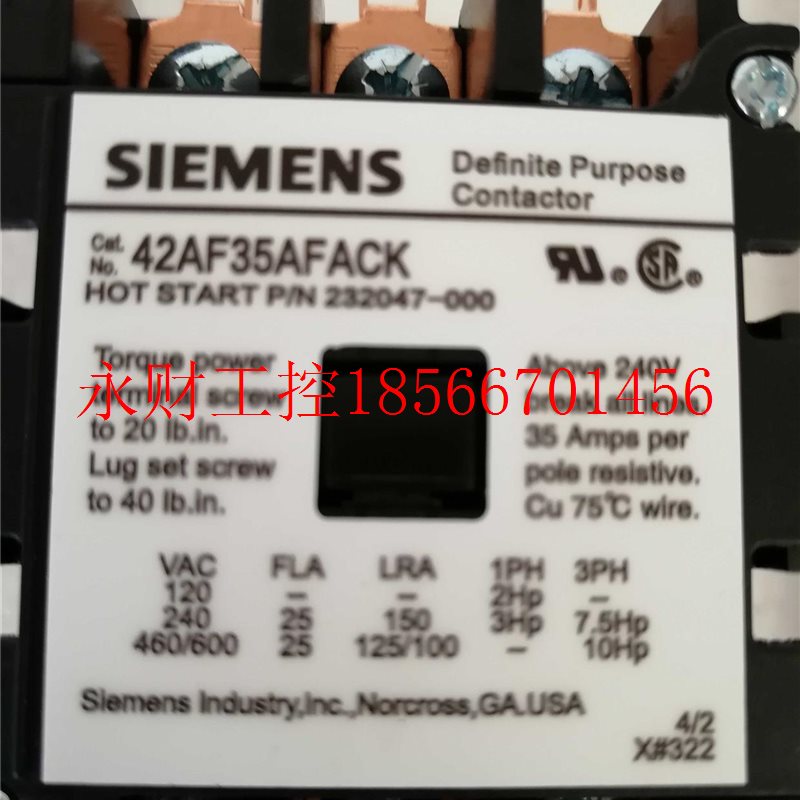 SIEMENS
Definite Purpose
Contactor
Cat.
No. 42AF35AFACK
HOT START P/N 232047-000
Torque power
terminal screw
to 20 lb.in.
Lug set screw
to 40 lb.in.
Above 240V
break
35 Amps per
pole resistive.
Cu 75℃ wire.
永财工控18566701456
VAC FLA LRA 1PH 3PH
120 – – 2Hp –
240 25 150 3Hp 7.5Hp
460/600 25 125/100 – 10Hp
Siemens Industry,Inc.,Norcross,GA.USA
4/2
X#322